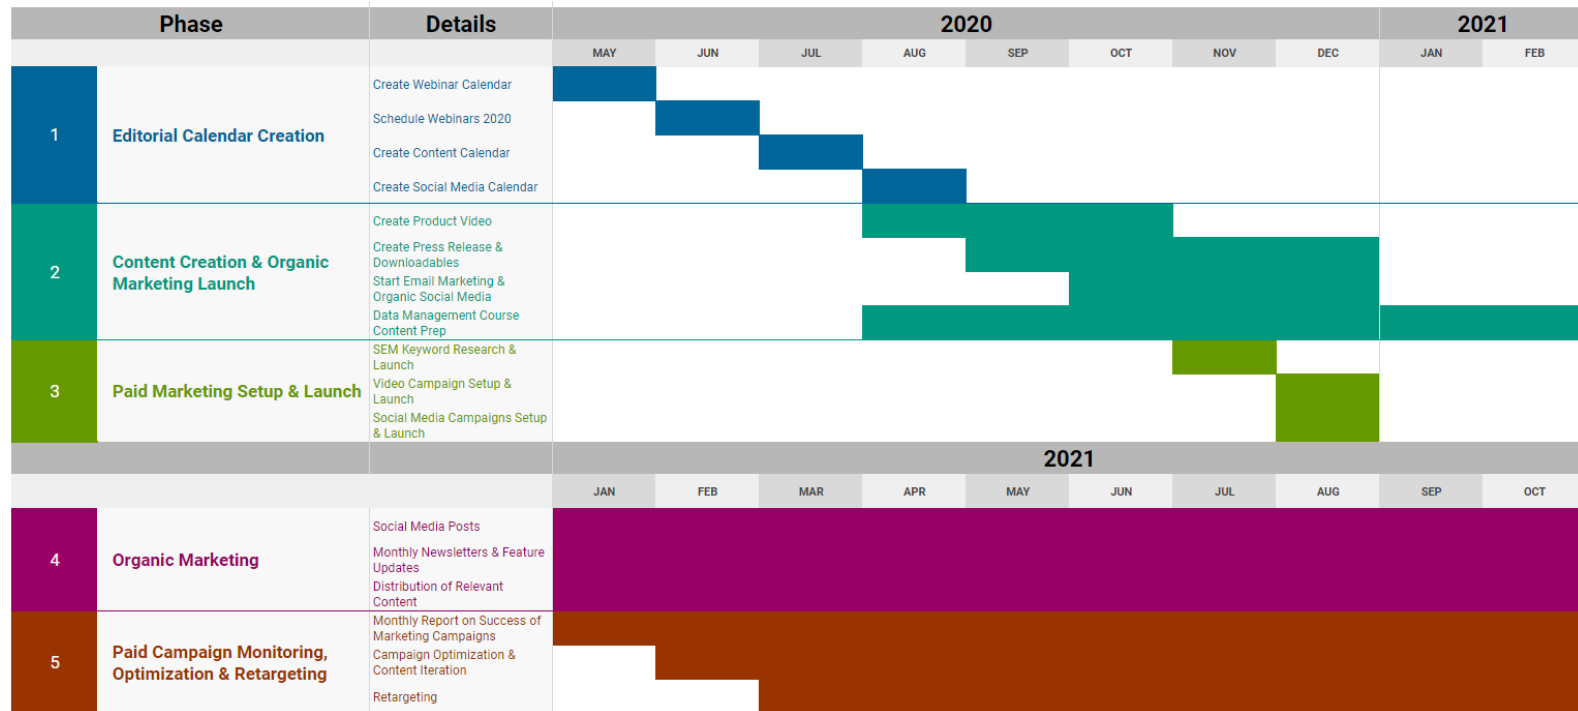 Phase Details 2020 2021
MAY JUN JUL AUG SEP OCT NOV DEC JAN FEB
1
Editorial Calendar Creation
Create Webinar Calendar
Schedule Webinars 2020
Create Content Calendar
Create Social Media Calendar
2
Content Creation & Organic
Marketing Launch
Create Product Video
Create Press Release &
Downloadables
Start Email Marketing &
Organic Social Media
Data Management Course
Content Prep
3
Paid Marketing Setup & Launch
SEM Keyword Research &
Launch
Video Campaign Setup &
Launch
Social Media Campaigns Setup
& Launch
2021
JAN FEB MAR APR MAY JUN JUL AUG SEP OCT
4
Organic Marketing
Social Media Posts
Monthly Newsletters & Feature
Updates
Distribution of Relevant
Content
5
Paid Campaign Monitoring,
Optimization & Retargeting
Monthly Report on Success of
Marketing Campaigns
Campaign Optimization &
Content Iteration
Retargeting